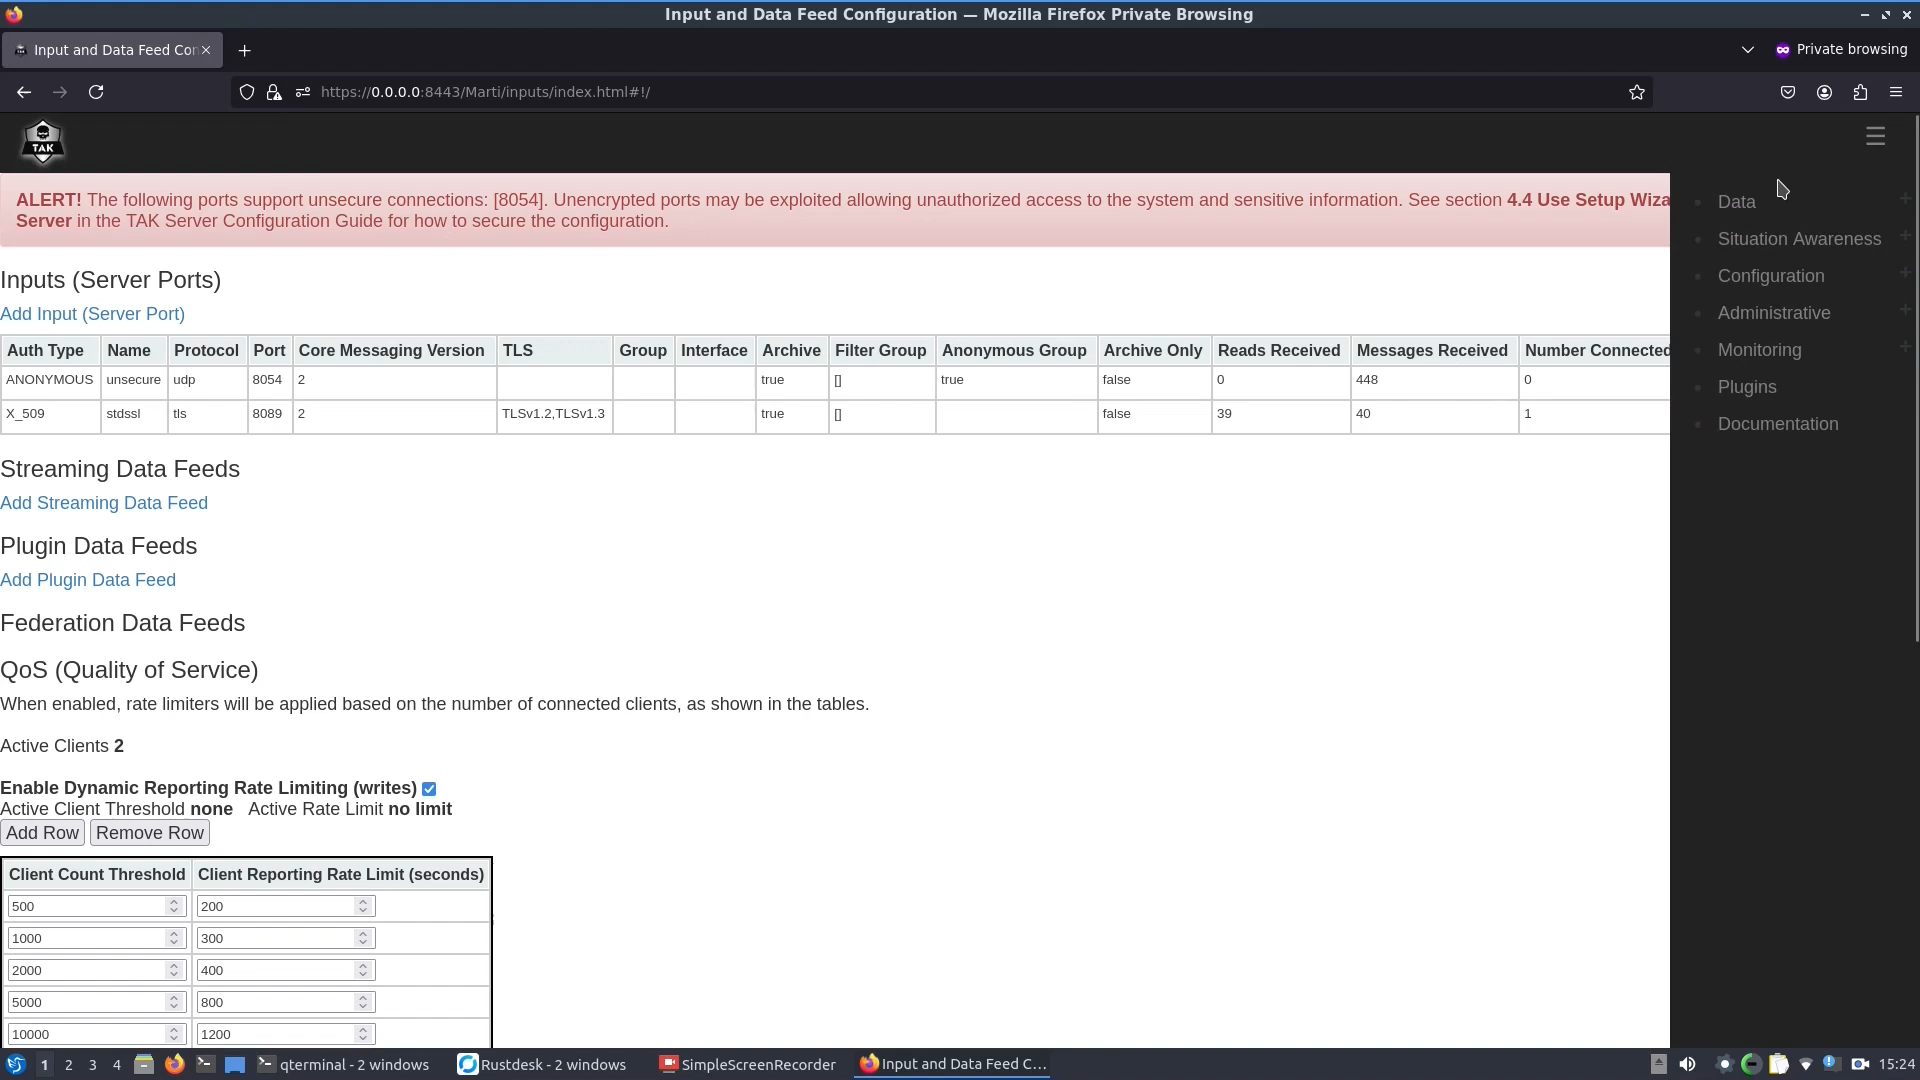 Input and Data Feed Configuration — Mozilla Firefox Private Browsing
Input and Data Feed Con
Private browsing
https://0.0.0.0:8443/Marti/inputs/index.html#!/
TAK
ALERT! The following ports support unsecure connections: [8054]. Unencrypted ports may be exploited allowing unauthorized access to the system and sensitive information. See section 4.4 Use Setup Wiza
Server in the TAK Server Configuration Guide for how to secure the configuration.
Data
Situation Awareness
Configuration
Administrative
Monitoring
Plugins
Documentation
Inputs (Server Ports)
Add Input (Server Port)
Auth Type Name Protocol Port Core Messaging Version TLS Group Interface Archive Filter Group Anonymous Group Archive Only Reads Received Messages Received Number Connected
ANONYMOUS unsecure udp 8054 2 true [] true false 0 448 0
X_509 stdssl tls 8089 2 TLSv1.2,TLSv1.3 true [] false 39 40 1
Streaming Data Feeds
Add Streaming Data Feed
Plugin Data Feeds
Add Plugin Data Feed
Federation Data Feeds
QoS (Quality of Service)
When enabled, rate limiters will be applied based on the number of connected clients, as shown in the tables.
Active Clients 2
Enable Dynamic Reporting Rate Limiting (writes)
Active Client Threshold none Active Rate Limit no limit
Add Row Remove Row
Client Count Threshold Client Reporting Rate Limit (seconds)
500 200
1000 300
2000 400
5000 800
10000 1200
1 2 3 4 qterminal - 2 windows Rustdesk - 2 windows SimpleScreenRecorder Input and Data Feed C... 15:24